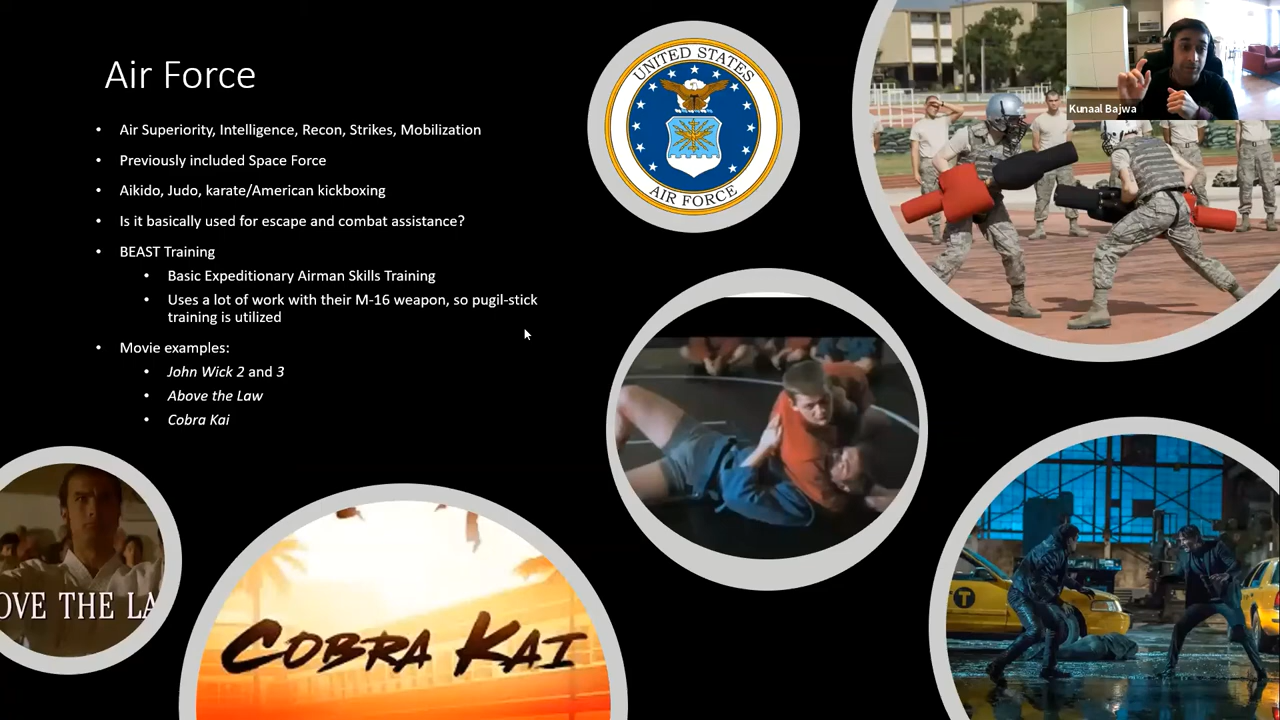 Air Force
Air Superiority, Intelligence, Recon, Strikes, Mobilization
Previously included Space Force
Aikido, Judo, karate/American kickboxing
Is it basically used for escape and combat assistance?
BEAST Training
Basic Expeditionary Airman Skills Training
Uses a lot of work with their M-16 weapon, so pugil-stick
training is utilized
Movie examples:
John Wick 2 and 3
Above the Law
Cobra Kai
UNITED STATES
AIR FORCE
Kunaal Bajwa
OVE THE LA
COBRA KAI
T